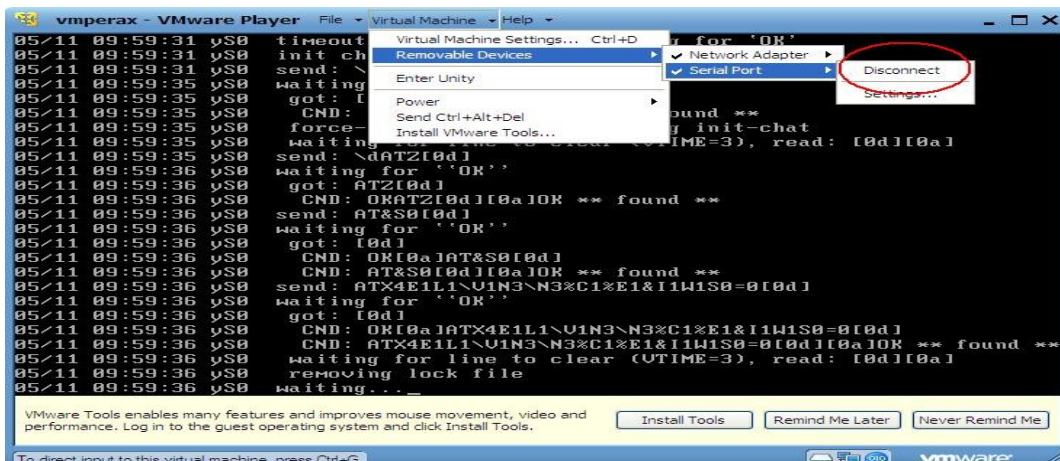 vmperax - VMware Player File Virtual Machine Help
05/11 09:59:31 yS0 timeout
05/11 09:59:31 yS0 init ch
05/11 09:59:31 yS0 send: \
05/11 09:59:35 yS0 waiting
05/11 09:59:35 yS0 got: [
05/11 09:59:35 yS0 CND: ound **
05/11 09:59:35 yS0 force- g init-chat
05/11 09:59:35 yS0 waiting for line to clear (VTIME=3), read: [0d][0a]
05/11 09:59:35 yS0 send: \dATZ[0d]
05/11 09:59:36 yS0 waiting for ``OK''
05/11 09:59:36 yS0 got: ATZ[0d]
05/11 09:59:36 yS0 CND: OKATZ[0d][0a]OK ** found **
05/11 09:59:36 yS0 send: AT&S0[0d]
05/11 09:59:36 yS0 waiting for ``OK''
05/11 09:59:36 yS0 got: [0d]
05/11 09:59:36 yS0 CND: OK[0a]AT&S0[0d]
05/11 09:59:36 yS0 CND: AT&S0[0d][0a]OK ** found **
05/11 09:59:36 yS0 send: ATX4E1L1\V1N3\N3%C1%E1&I1W1S0=0[0d]
05/11 09:59:36 yS0 waiting for ``OK''
05/11 09:59:36 yS0 got: [0d]
05/11 09:59:36 yS0 CND: OK[0a]ATX4E1L1\V1N3\N3%C1%E1&I1W1S0=0[0d]
05/11 09:59:36 yS0 CND: ATX4E1L1\V1N3\N3%C1%E1&I1W1S0=0[0d][0a]OK ** found **
05/11 09:59:36 yS0 waiting for line to clear (VTIME=3), read: [0d][0a]
05/11 09:59:36 yS0 removing lock file
05/11 09:59:36 yS0 waiting..._
Virtual Machine Settings... Ctrl+D
Removable Devices
Enter Unity
Power
Send Ctrl+Alt+Del
Install VMware Tools...
g for ``OK''
Network Adapter
Serial Port
Disconnect
Settings...
VMware Tools enables many features and improves mouse movement, video and
performance. Log in to the guest operating system and click Install Tools.
Install Tools Remind Me Later Never Remind Me
To direct input to this virtual machine, press Ctrl+G.
vmware